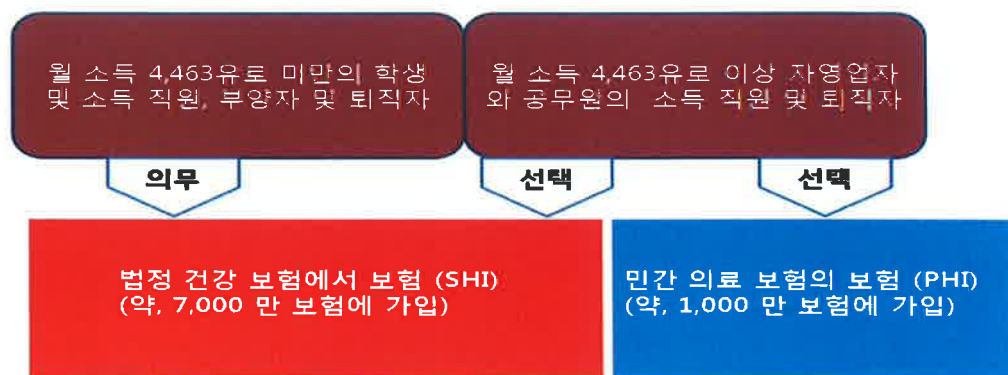 월 소득 4,463유로 미만의 학생
및 소득 직원, 부양자 및 퇴직자
월 소득 4,463유로 이상 자영업자
와 공무원의 소득 직원 및 퇴직자
의무
선택
선택
법정 건강 보험에서 보험 (SHI)
(약, 7,000 만 보험에 가입)
민간 의료 보험의 보험 (PHI)
(약, 1,000 만 보험에 가입)